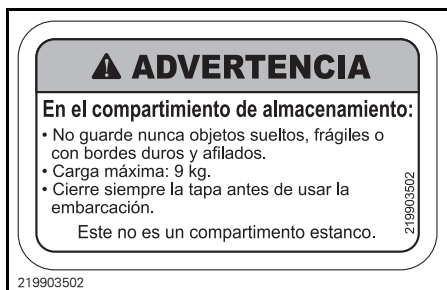 ADVERTENCIA
En el compartimiento de almacenamiento:
• No guarde nunca objetos sueltos, frágiles o
con bordes duros y afilados.
• Carga máxima: 9 kg.
• Cierre siempre la tapa antes de usar la
embarcación.
Este no es un compartimento estanco.
219903502
219903502